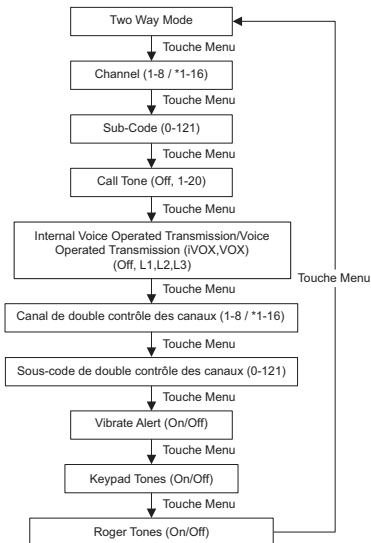 Two Way Mode
Touche Menu
Channel (1-8 / *1-16)
Touche Menu
Sub-Code (0-121)
Touche Menu
Call Tone (Off, 1-20)
Touche Menu
Internal Voice Operated Transmission/Voice
Operated Transmission (iVOX,VOX)
(Off, L1,L2,L3)
Touche Menu
Touche Menu
Canal de double contrôle des canaux (1-8 / *1-16)
Touche Menu
Sous-code de double contrôle des canaux (0-121)
Touche Menu
Vibrate Alert (On/Off)
Touche Menu
Keypad Tones (On/Off)
Touche Menu
Roger Tones (On/Off)